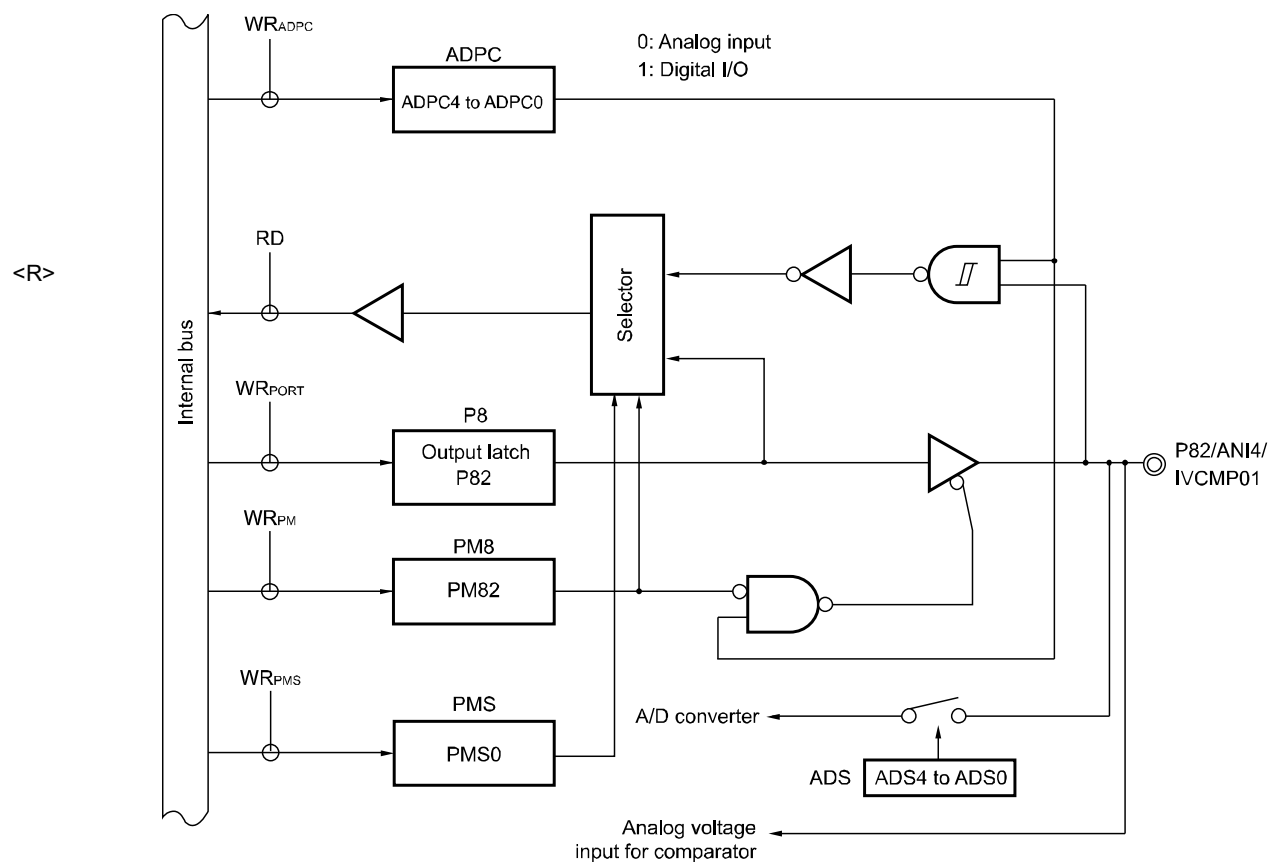 WRADPC
0: Analog input
1: Digital I/O
ADPC
ADPC4 to ADPC0
<R>
RD
Selector
Internal bus
WRPORT
P8
Output latch
P82
P82/ANI4/
IVCMP01
WRPM
PM8
PM82
WRPMS
PMS
PMS0
A/D converter
ADS
ADS4 to ADS0
Analog voltage
input for comparator